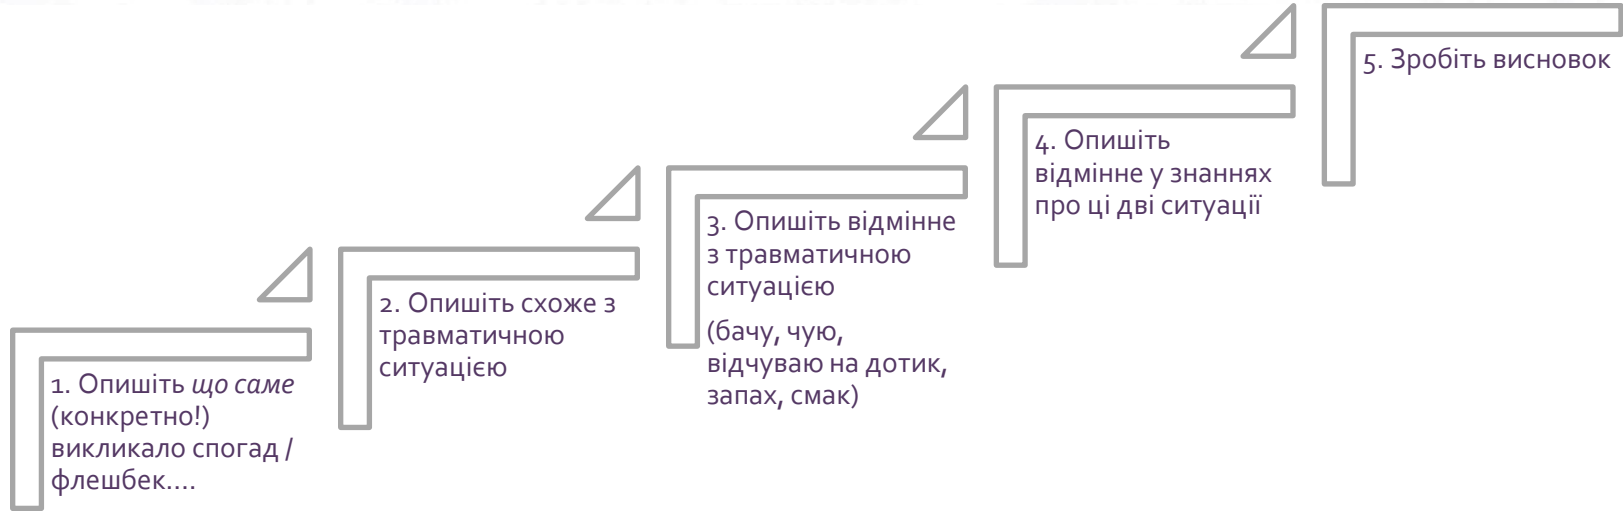 1. Опишіть що саме
(конкретно!)
викликало спогад /
флешбек....
2. Опишіть схоже з
травматичною
ситуацією
3. Опишіть відмінне
з травматичною
ситуацією
(бачу, чую,
відчуваю на дотик,
запах, смак)
4. Опишіть
відмінне у знаннях
про ці дві ситуації
5. Зробіть висновок